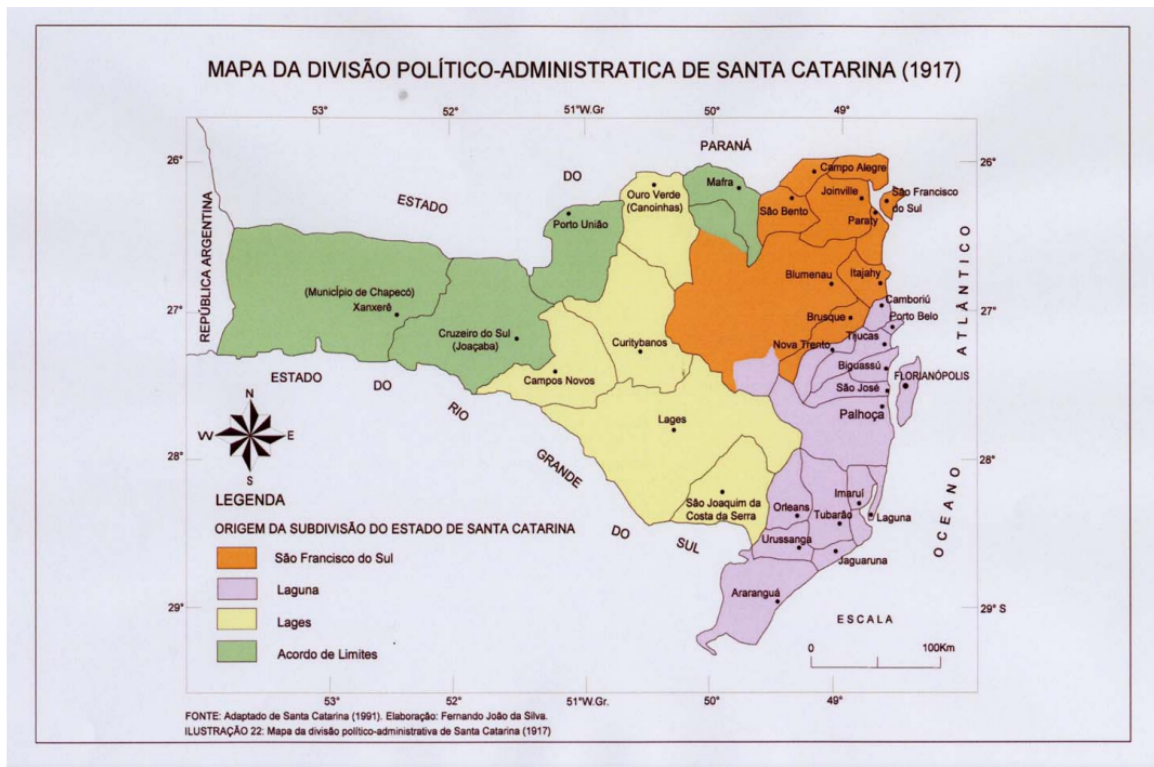 MAPA DA DIVISÃO POLÍTICO-ADMINISTRATICA DE SANTA CATARINA (1917)
53° 52° 51°W.Gr 50° 49°
26° 26°
27° 27°
28° 28°
29° 29° S
53° 52° 51°W.Gr 50° 49°
REPÚBLICA ARGENTINA
ESTADO DO PARANÁ
Campo Alegre
Mafra
Joinville
São Francisco
do Sul
Ouro Verde
(Canoinhas)
São Bento
Paraty
Porto União
Blumenau
Itajahy
(Município de Chapecó)
Xanxerê
Camboriú
Porto Belo
Brusque
Cruzeiro do Sul
(Joaçaba)
Curitybanos
Tijucas
Nova Trento
Biguassú
FLORIANÓPOLIS
Campos Novos
São José
Palhoça
Lages
São Joaquim da
Costa da Serra
Imaruí
Orleans
Tubarão
Laguna
Urussanga
Jaguaruna
Araranguá
ESTADO DO RIO GRANDE DO SUL
OCEANO ATLÂNTICO
N
W E
S
LEGENDA
ORIGEM DA SUBDIVISÃO DO ESTADO DE SANTA CATARINA
São Francisco do Sul
Laguna
Lages
Acordo de Limites
ESCALA
0 100Km
FONTE: Adaptado de Santa Catarina (1991). Elaboração: Fernando João da Silva.
ILUSTRAÇÃO 22: Mapa da divisão político-administrativa de Santa Catarina (1917)